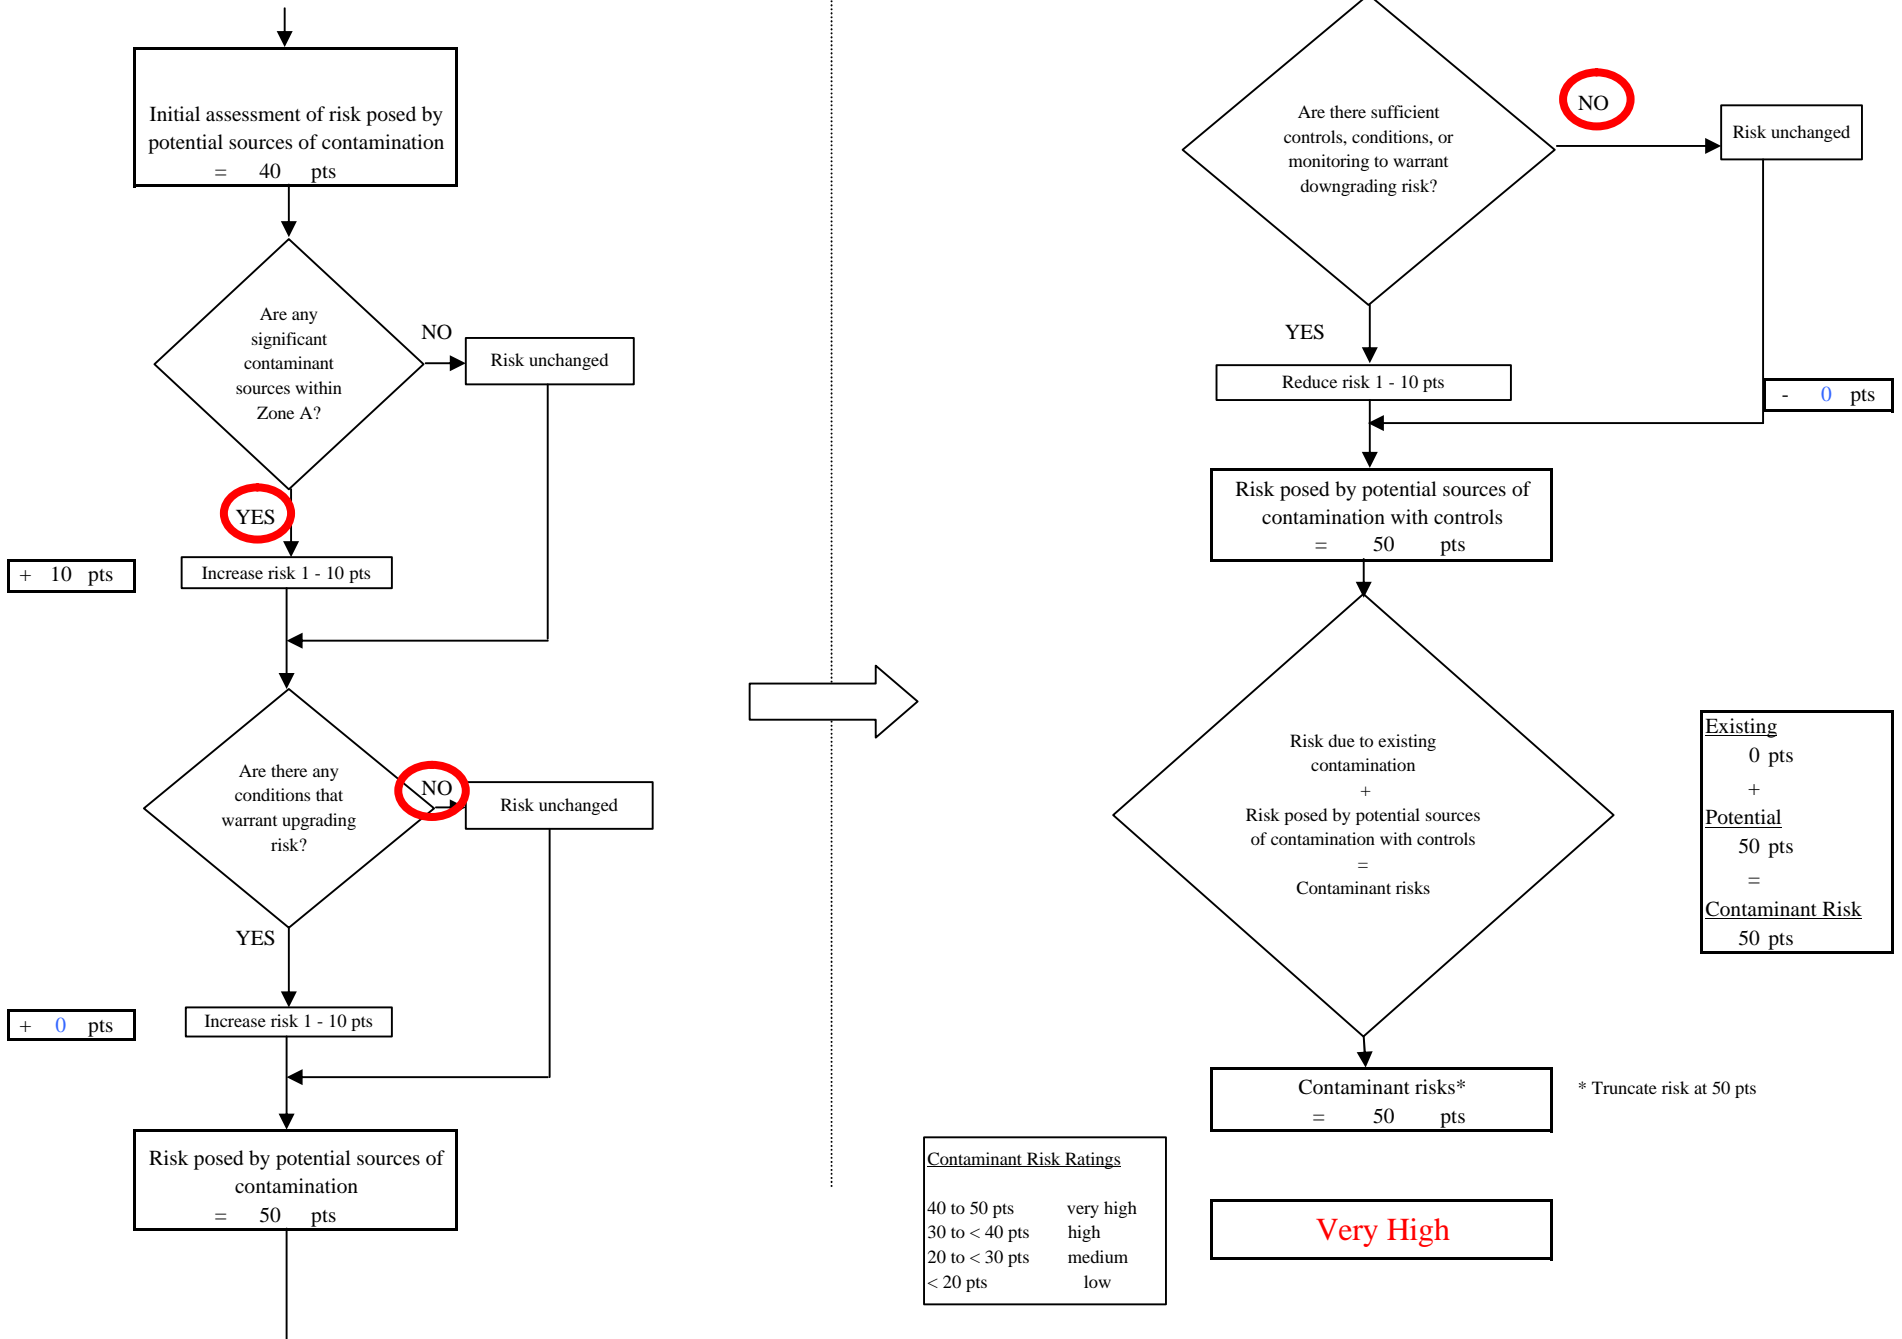 Initial assessment of risk posed by
potential sources of contamination
= 40 pts
Are any
significant
contaminant
sources within
Zone A?
NO
Risk unchanged
YES
+ 10 pts
Increase risk 1 - 10 pts
Are there any
conditions that
warrant upgrading
risk?
NO
Risk unchanged
YES
+ 0 pts
Increase risk 1 - 10 pts
Risk posed by potential sources of
contamination
= 50 pts
Are there sufficient
controls, conditions, or
monitoring to warrant
downgrading risk?
NO
Risk unchanged
YES
Reduce risk 1 - 10 pts
- 0 pts
Risk posed by potential sources of
contamination with controls
= 50 pts
Risk due to existing
contamination
+
Risk posed by potential sources
of contamination with controls
=
Contaminant risks
Existing
0 pts
+
Potential
50 pts
=
Contaminant Risk
50 pts
Contaminant risks*
= 50 pts
* Truncate risk at 50 pts
Contaminant Risk Ratings
40 to 50 pts very high
30 to < 40 pts high
20 to < 30 pts medium
< 20 pts low
Very High